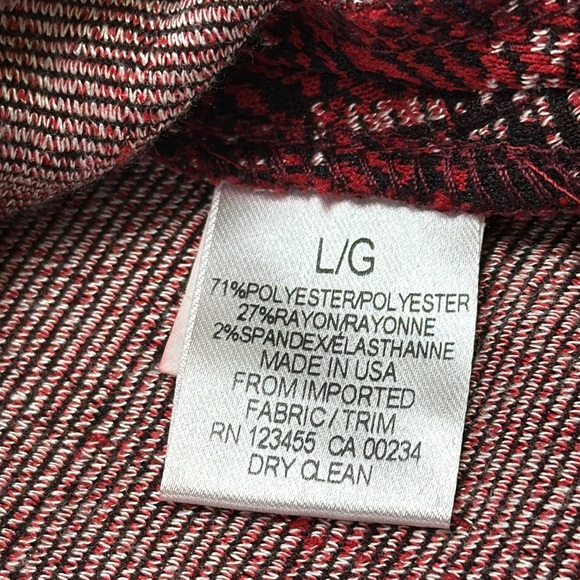 L/G
71%POLYESTER/POLYESTER
27%RAYON/RAYONNE
2%SPANDEX/ÉLASTHANNE
MADE IN USA
FROM IMPORTED
FABRIC/TRIM
RN 123455 CA 00234
DRY CLEAN